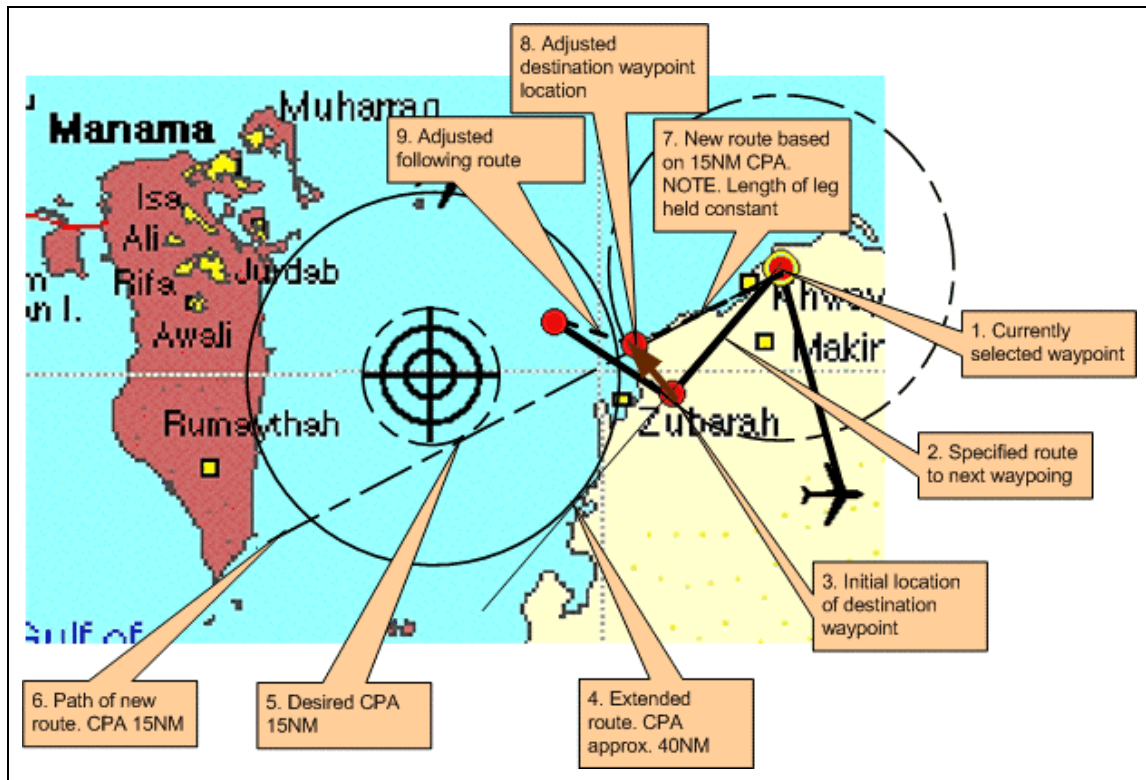 8. Adjusted
destination waypoint
location
9. Adjusted
following route
7. New route based
on 15NM CPA.
NOTE. Length of leg
held constant
Manama
Isa
Ali
Rifa
Jurdab
Awali
an I.
Rumaythah
Zubarah
Makir
1. Currently
selected waypoint
2. Specified route
to next waypoing
3. Initial location
of destination
waypoint
6. Path of new
route. CPA 15NM
5. Desired CPA
15NM
4. Extended
route. CPA
approx. 40NM